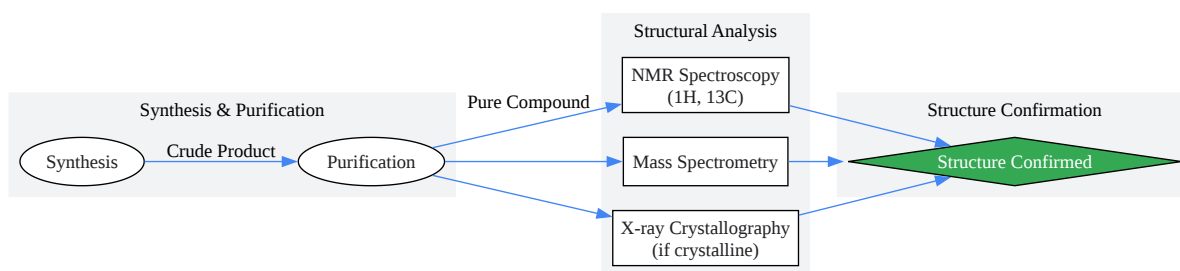 Structural Analysis
NMR Spectroscopy
(1H, 13C)
Pure Compound
Synthesis & Purification
Structure Confirmation
Synthesis
Crude Product
Purification
Mass Spectrometry
Structure Confirmed
X-ray Crystallography
(if crystalline)